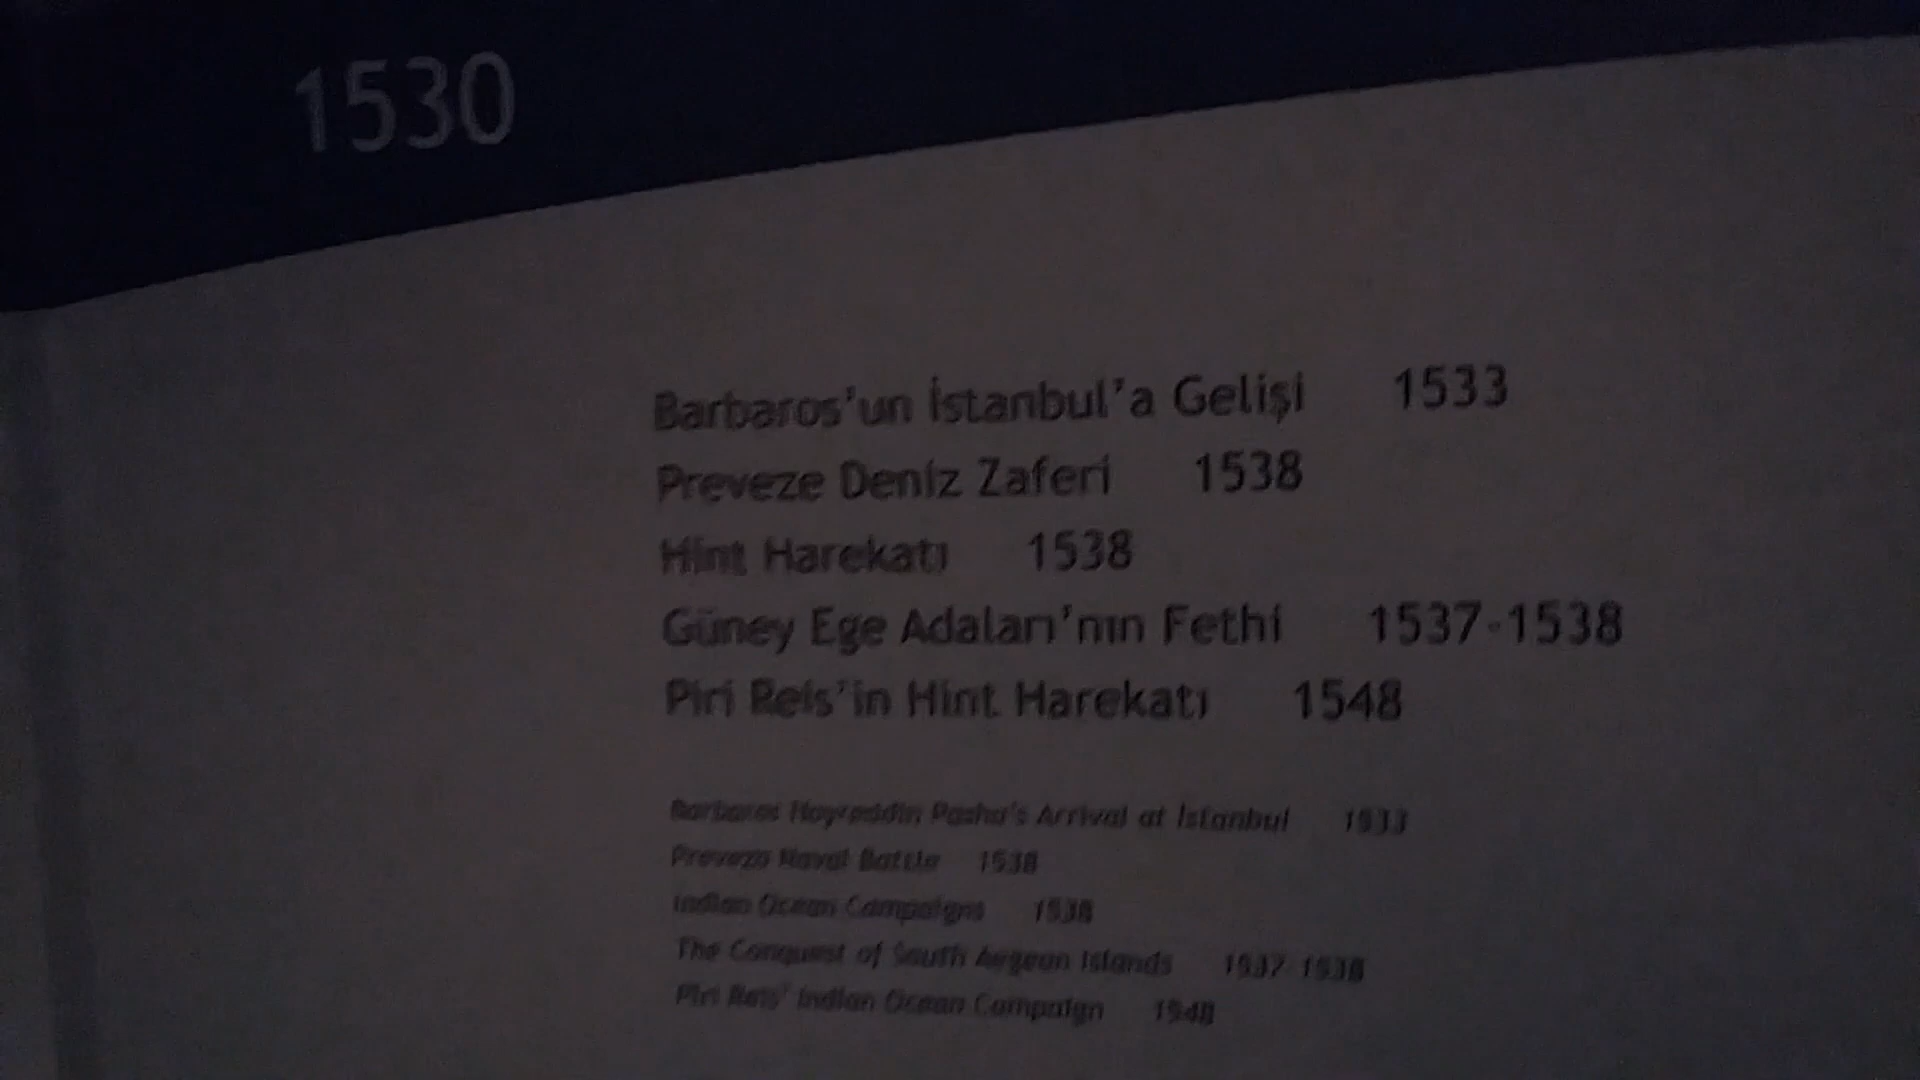 1530
Barbaros'un İstanbul'a Gelişi 1533
Preveze Deniz Zaferi 1538
Hint Harekatı 1538
Güney Ege Adaları'nın Fethi 1537-1538
Piri Reis'in Hint Harekatı 1548
Barbaros Hayreddin Pasha's Arrival at İstanbul 1533
Preveze Naval Battle 1538
Indian Ocean Campaigns 1538
The Conquest of South Aegean Islands 1537-1538
Piri Reis' Indian Ocean Campaign 1548